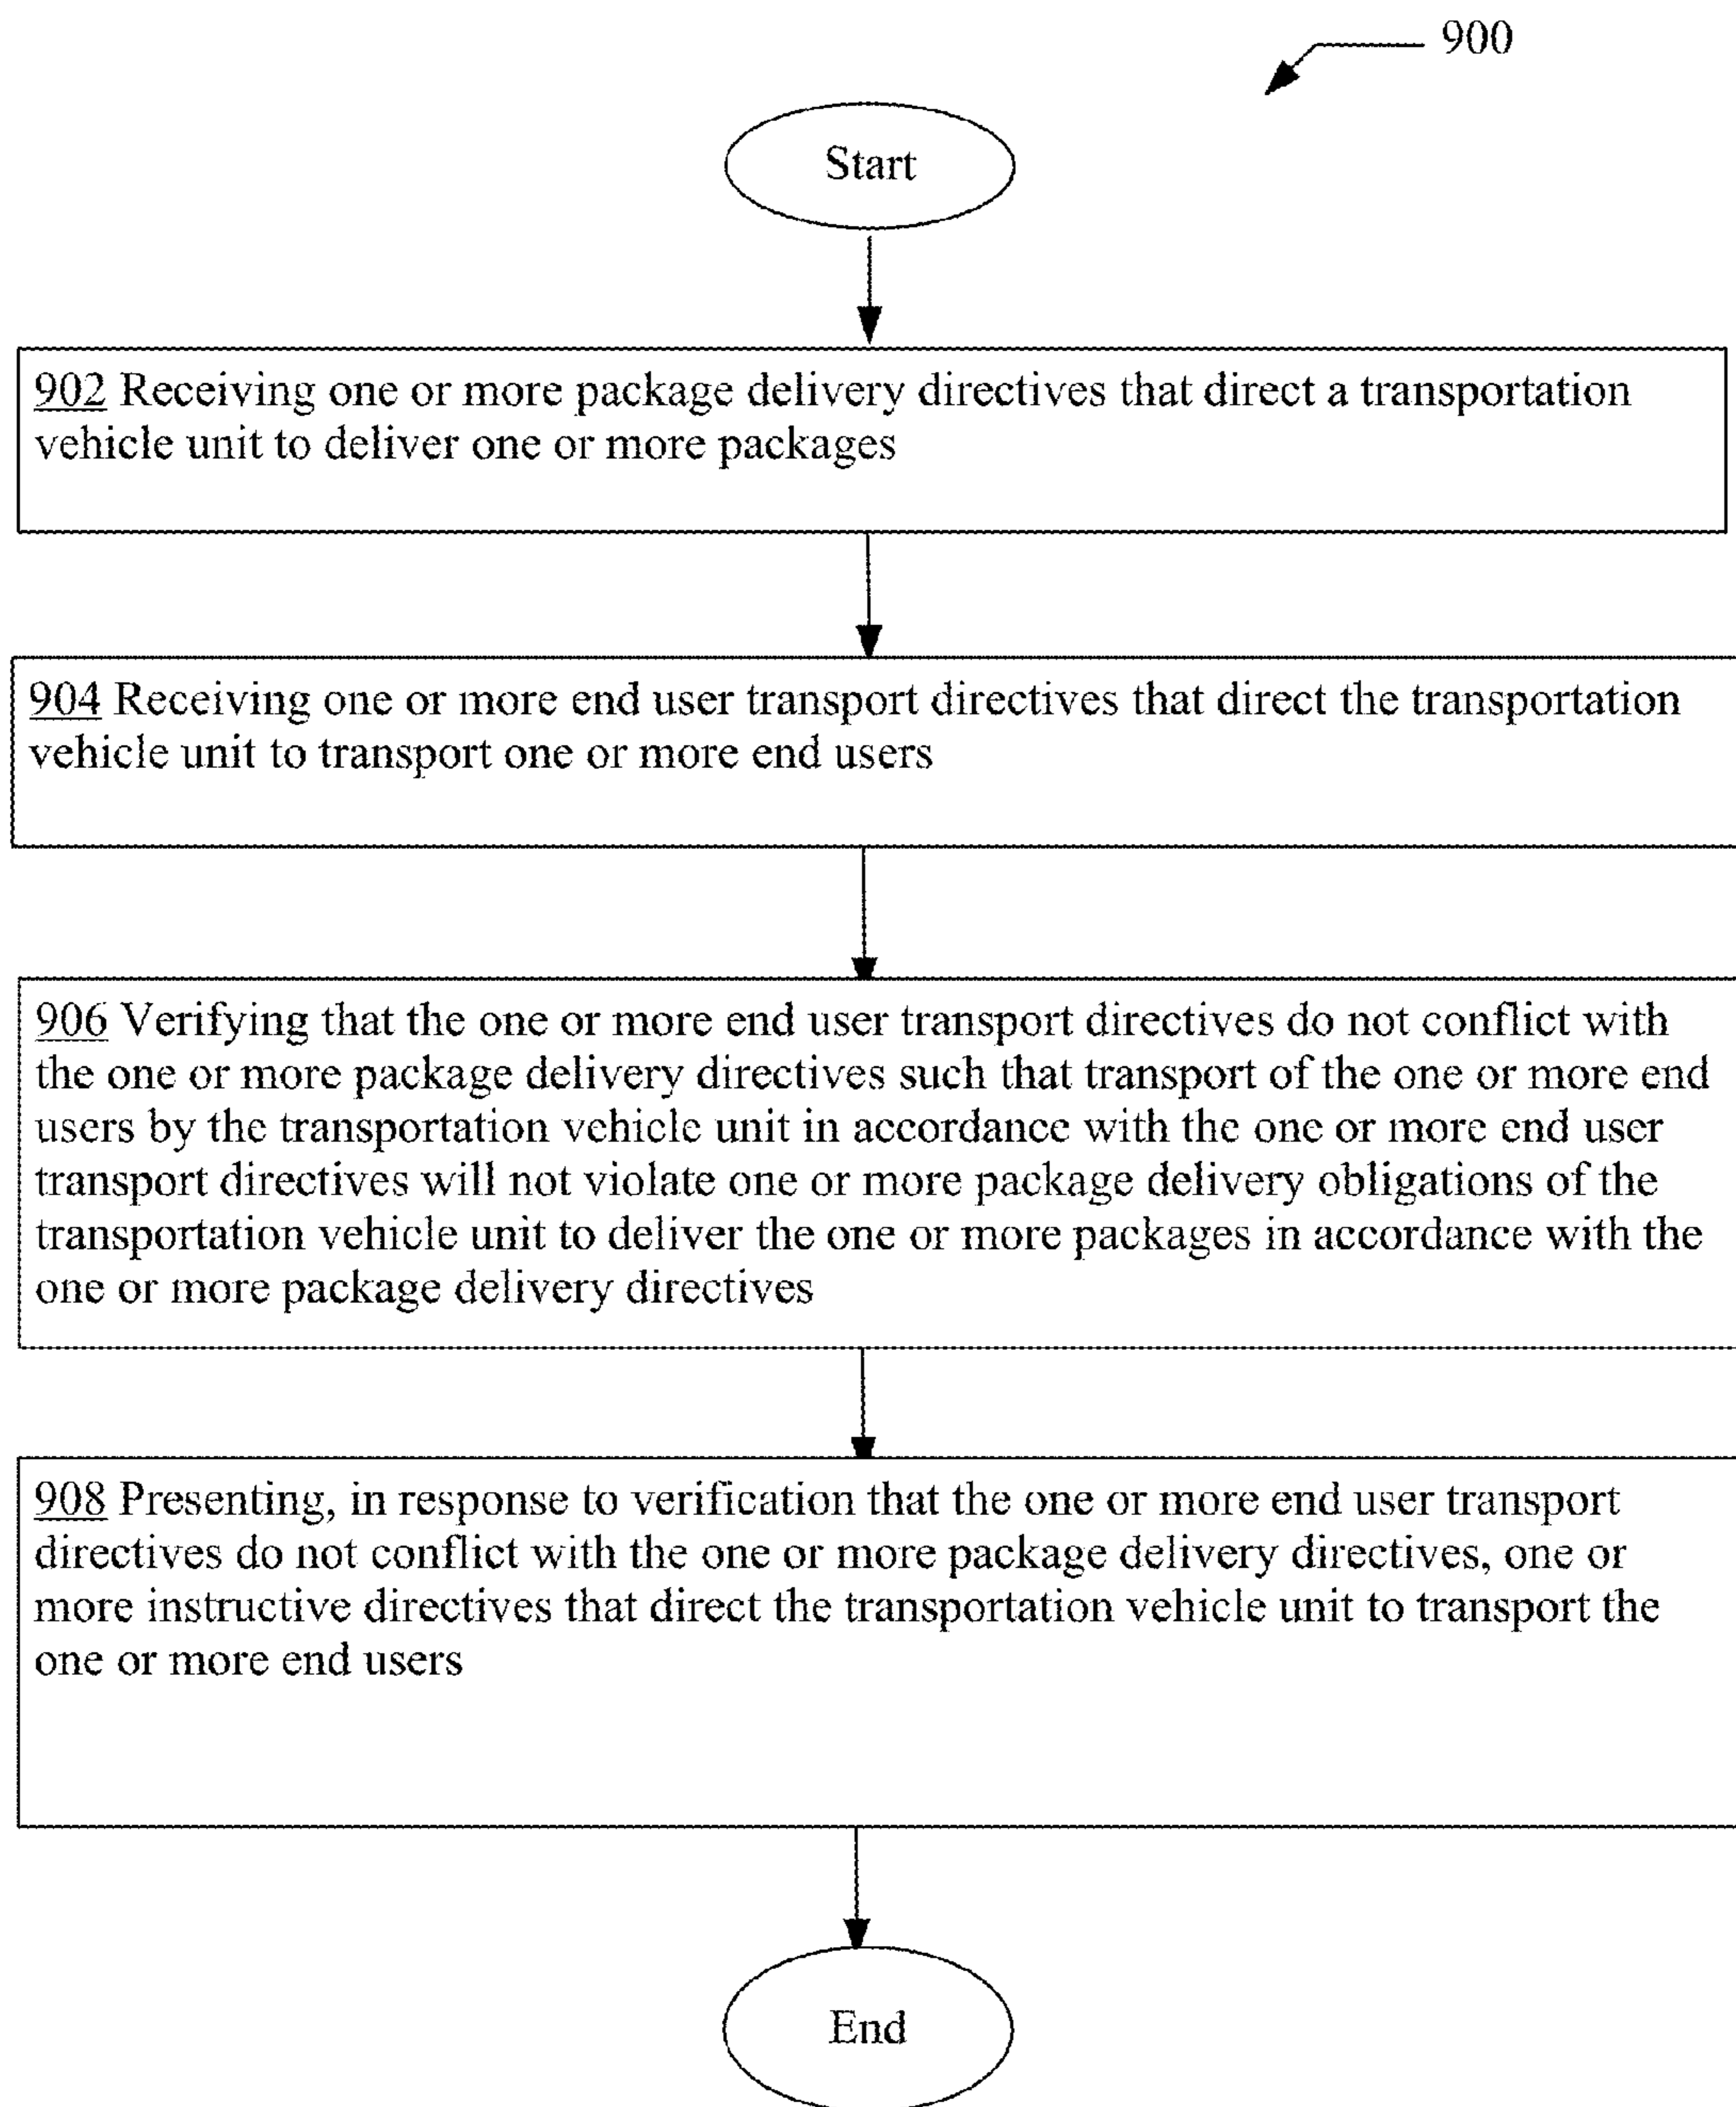 900
Start
902 Receiving one or more package delivery directives that direct a transportation
vehicle unit to deliver one or more packages
904 Receiving one or more end user transport directives that direct the transportation
vehicle unit to transport one or more end users
906 Verifying that the one or more end user transport directives do not conflict with
the one or more package delivery directives such that transport of the one or more end
users by the transportation vehicle unit in accordance with the one or more end user
transport directives will not violate one or more package delivery obligations of the
transportation vehicle unit to deliver the one or more packages in accordance with the
one or more package delivery directives
908 Presenting, in response to verification that the one or more end user transport
directives do not conflict with the one or more package delivery directives, one or
more instructive directives that direct the transportation vehicle unit to transport the
one or more end users
End